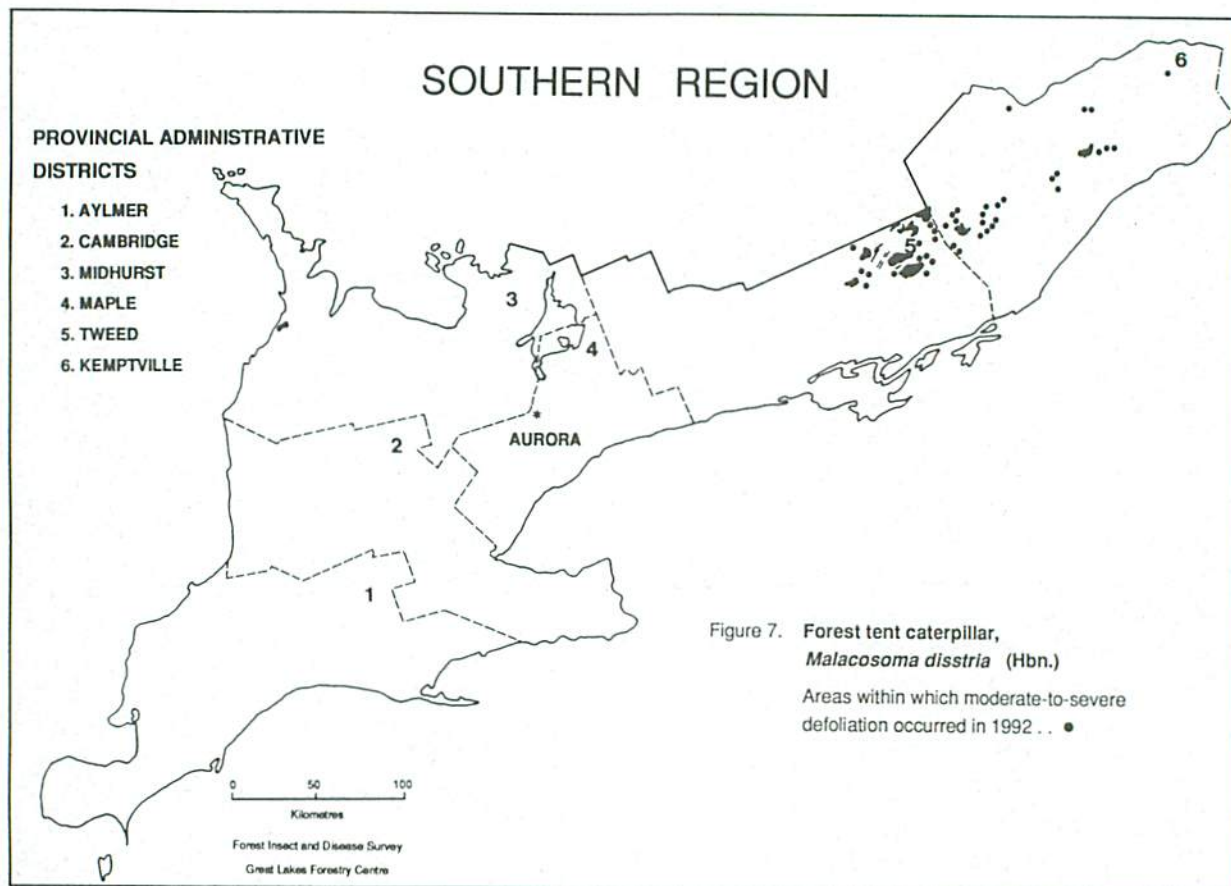 SOUTHERN REGION
PROVINCIAL ADMINISTRATIVE
DISTRICTS
1. AYLMER
2. CAMBRIDGE
3. MIDHURST
4. MAPLE
5. TWEED
6. KEMPTVILLE
6
5
3
4
*
AURORA
2
1
Figure 7. Forest tent caterpillar,
Malacosoma disstria (Hbn.)
Areas within which moderate-to-severe
defoliation occurred in 1992 . . ●
0 50 100
Kilometres
Forest Insect and Disease Survey
Great Lakes Forestry Centre